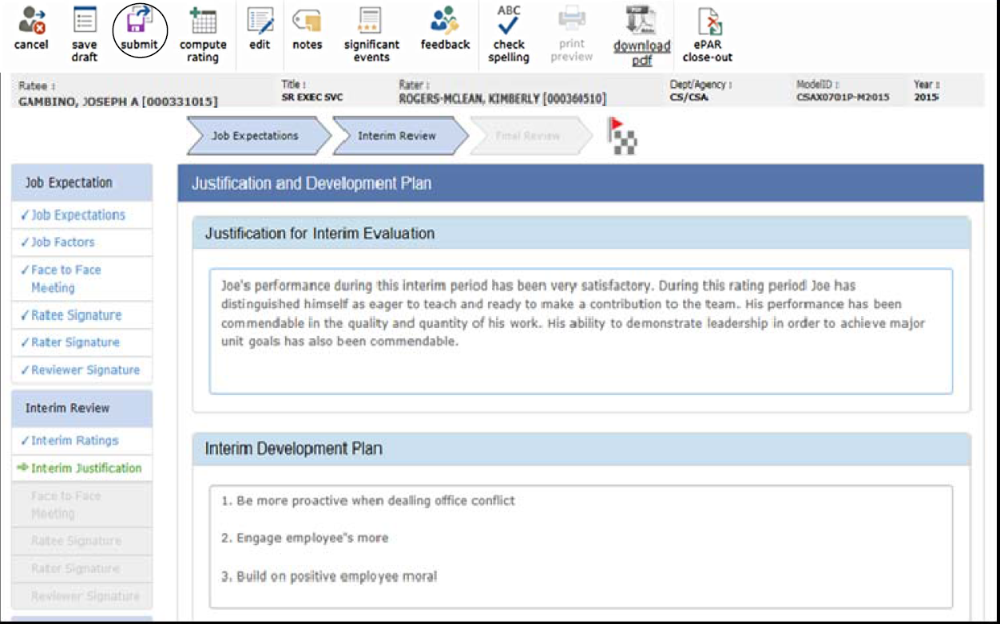 cancel
save draft
submit
compute rating
edit
notes
significant events
feedback
ABC
check spelling
print preview
PDF
download pdf
ePAR close-out
Ratee :
GAMBINO, JOSEPH A [000331015]
Title :
SR EXEC SVC
Rater :
ROGERS-MCLEAN, KIMBERLY [000360510]
Dept/Agency :
CS/CSA
ModelID :
CSAX0701P-M2015
Year :
2015
Job Expectations
Interim Review
Final Review
Job Expectation
✓Job Expectations
✓Job Factors
✓Face to Face
Meeting
✓Ratee Signature
✓Rater Signature
✓Reviewer Signature
Interim Review
✓Interim Ratings
Interim Justification
Face to Face
Meeting
Ratee Signature
Rater Signature
Reviewer Signature
Justification and Development Plan
Justification for Interim Evaluation
Joe's performance during this interim period has been very satisfactory. During this rating period Joe has
distinguished himself as eager to teach and ready to make a contribution to the team. His performance has been
commendable in the quality and quantity of his work. His ability to demonstrate leadership in order to achieve major
unit goals has also been commendable.
Interim Development Plan
1. Be more proactive when dealing office conflict
2. Engage employee"s more
3. Build on positive employee moral